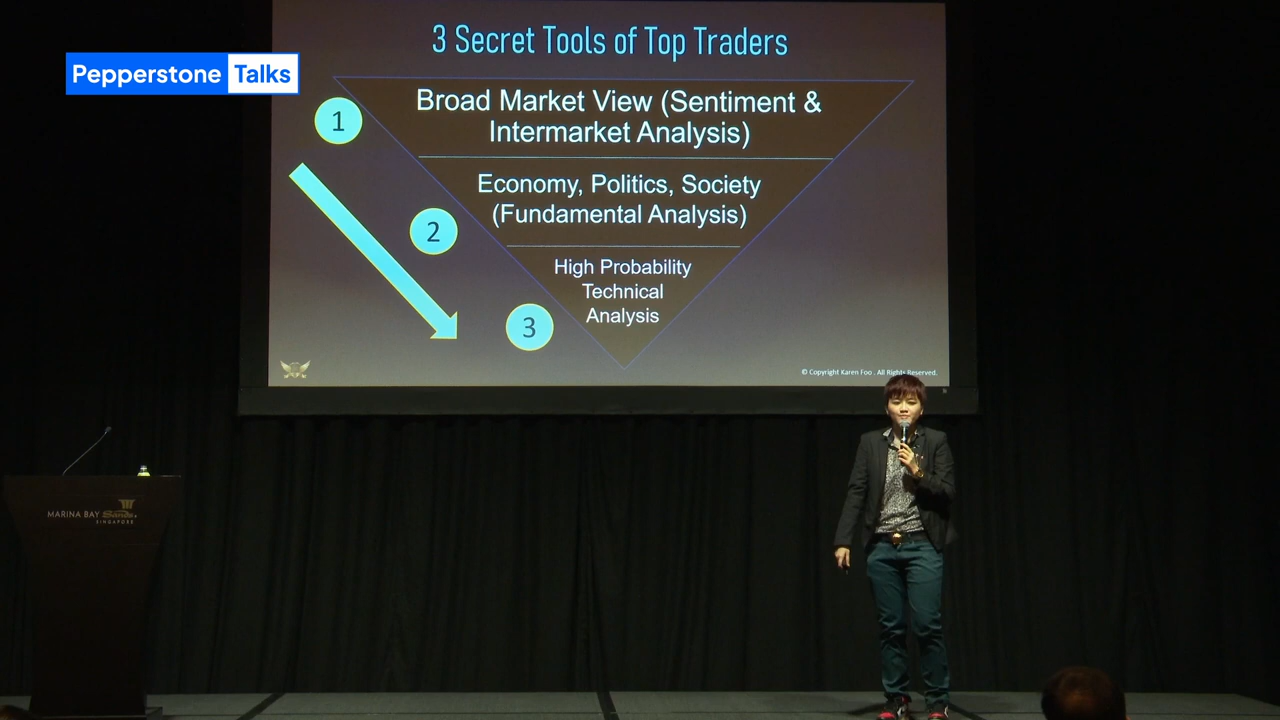 3 Secret Tools of Top Traders
Pepperstone Talks
Broad Market View (Sentiment &
Intermarket Analysis)
1
Economy, Politics, Society
(Fundamental Analysis)
2
High Probability
Technical
Analysis
3
© Copyright Karen Foo . All Rights Reserved.
MARINA BAY Sands
SINGAPORE